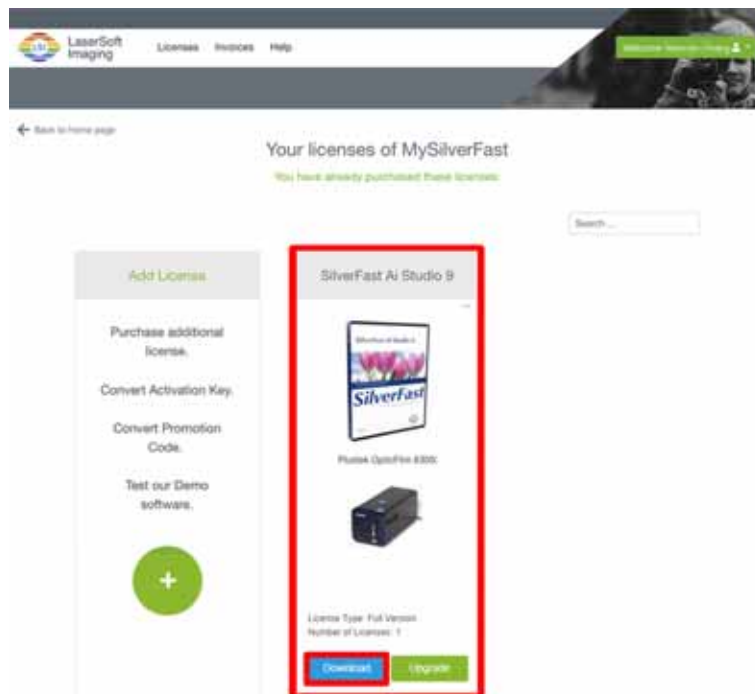 LaserSoft
Imaging
Licenses Invoices Help
Back to home page
Your licenses of MySilverFast
You have already purchased these licenses
Search ...
Add License
Purchase additional
license.
Convert Activation Key.
Convert Promotion
Code.
Test our Demo
software.
+
SilverFast Ai Studio 9
SilverFast
Plustek OpticFilm
License Type: Full Version
Number of Licenses: 1
Download Upgrade